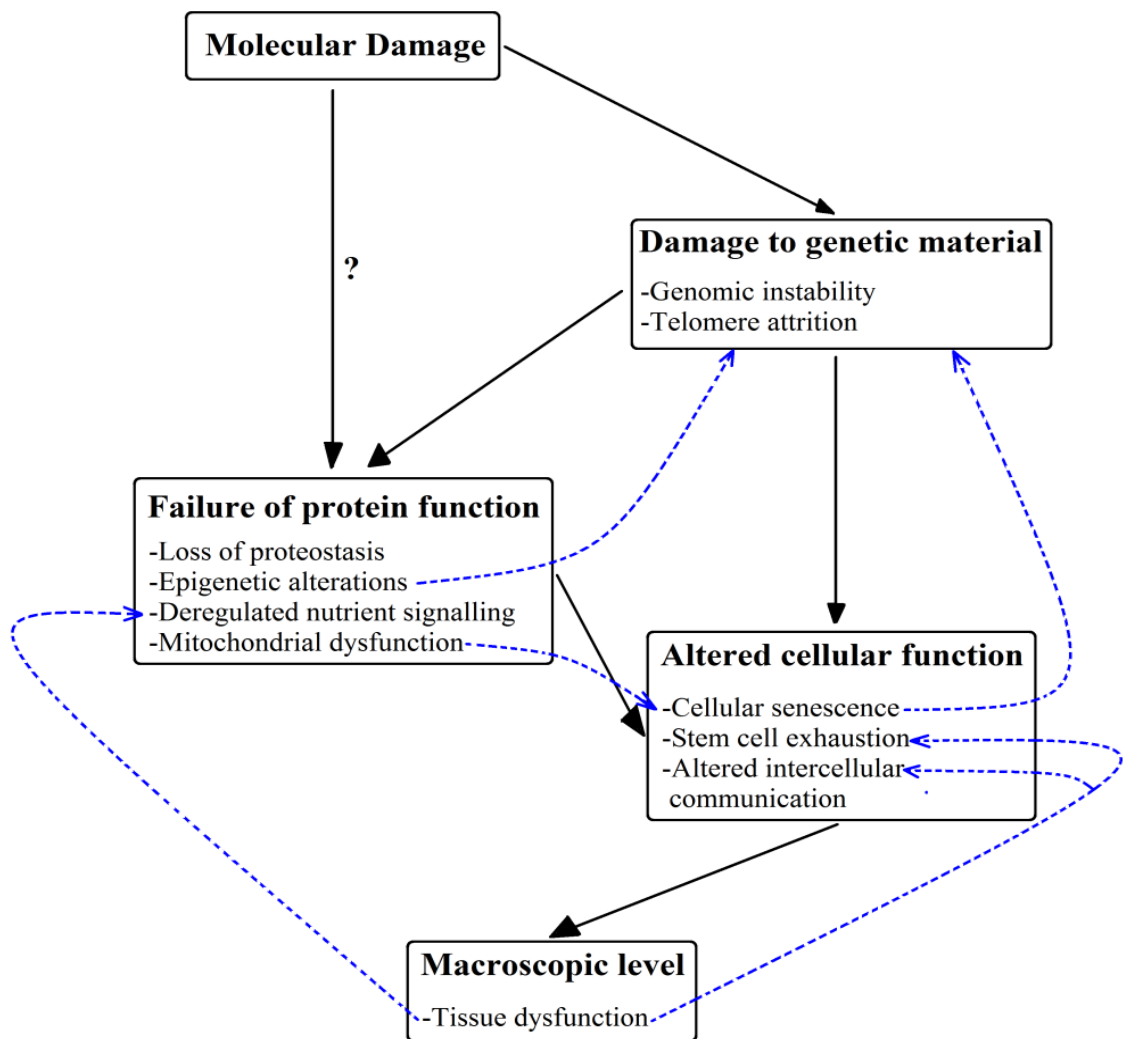 Molecular Damage
Damage to genetic material
-Genomic instability
-Telomere attrition
?
Failure of protein function
-Loss of proteostasis
-Epigenetic alterations
-Deregulated nutrient signalling
-Mitochondrial dysfunction
Altered cellular function
-Cellular senescence
-Stem cell exhaustion
-Altered intercellular
communication
Macroscopic level
-Tissue dysfunction